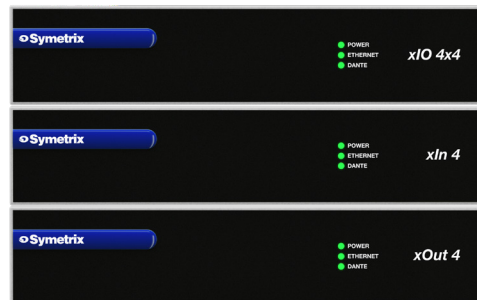 Symetrix
POWER
ETHERNET
DANTE
xIO 4x4
Symetrix
POWER
ETHERNET
DANTE
xIn 4
Symetrix
POWER
ETHERNET
DANTE
xOut 4